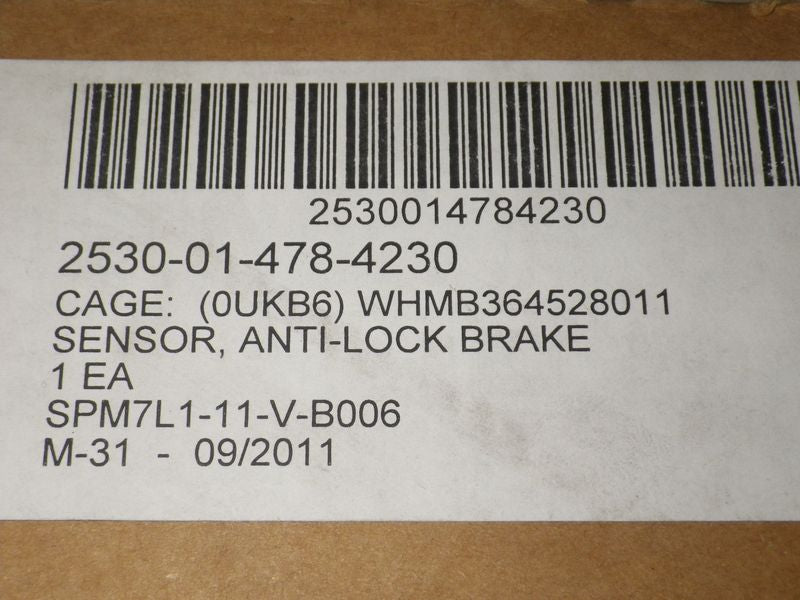 2530014784230
2530-01-478-4230
CAGE: (0UKB6) WHMB364528011
SENSOR, ANTI-LOCK BRAKE
1 EA
SPM7L1-11-V-B006
M-31 - 09/2011